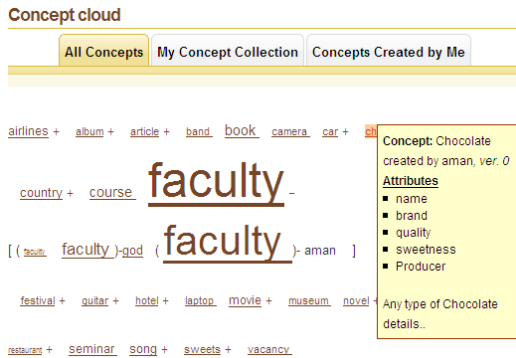 Concept cloud
All Concepts My Concept Collection Concepts Created by Me
airlines + album + article + band book camera car + ch
country + course faculty –
[ ( faculty faculty )-god ( faculty )- aman ]
festival + guitar + hotel + laptop movie + museum novel +
restaurant + seminar song + sweets + vacancy
Concept: Chocolate
created by aman, ver. 0
Attributes
▪ name
▪ brand
▪ quality
▪ sweetness
▪ Producer
Any type of Chocolate
details..